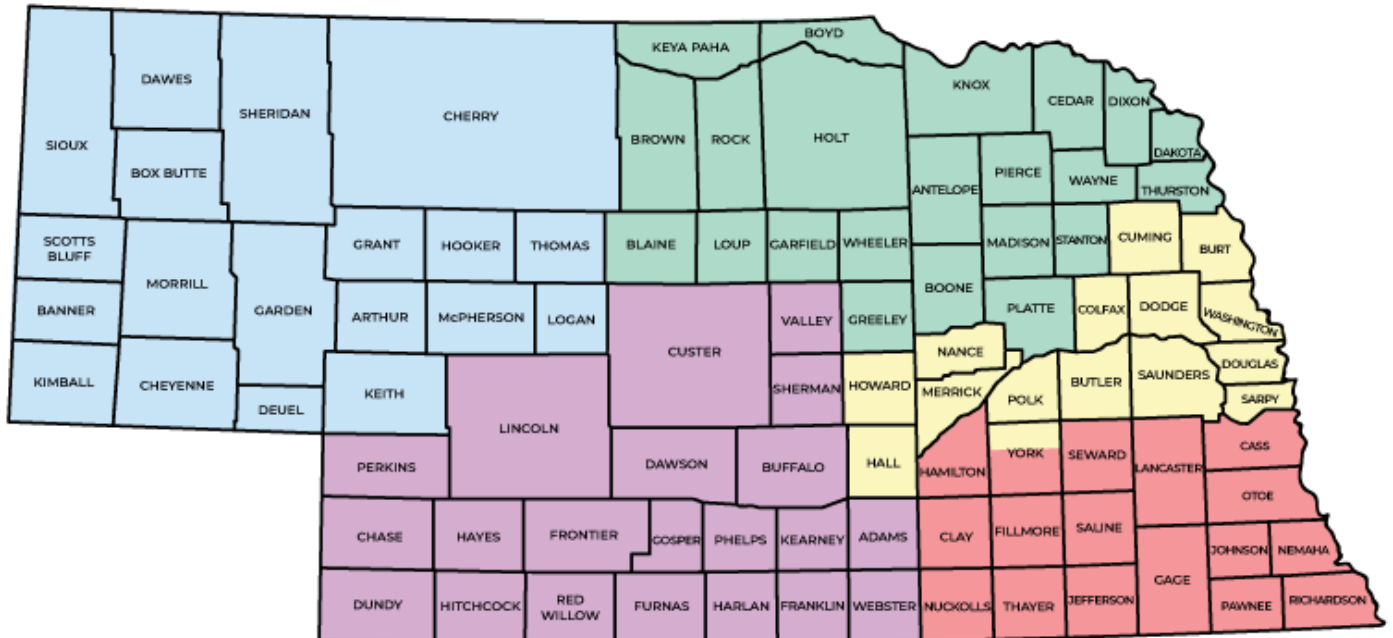 KEYA PAHA
BOYD
DAWES
SHERIDAN
CHERRY
KNOX
CEDAR
DIXON
SIOUX
BROWN
ROCK
HOLT
DAKOTA
BOX BUTTE
PIERCE
WAYNE
ANTELOPE
THURSTON
SCOTTS
BLUFF
GRANT
HOOKER
THOMAS
BLAINE
LOUP
GARFIELD
WHEELER
MADISON
STANTON
CUMING
BURT
MORRILL
BANNER
GARDEN
ARTHUR
McPHERSON
LOGAN
VALLEY
GREELEY
BOONE
PLATTE
COLFAX
DODGE
WASHINGTON
CUSTER
NANCE
KIMBALL
CHEYENNE
DEUEL
KEITH
SHERMAN
HOWARD
MERRICK
POLK
BUTLER
SAUNDERS
DOUGLAS
SARPY
LINCOLN
PERKINS
DAWSON
BUFFALO
HALL
HAMILTON
YORK
SEWARD
LANCASTER
CASS
OTOE
CHASE
HAYES
FRONTIER
GOSPER
PHELPS
KEARNEY
ADAMS
CLAY
FILLMORE
SALINE
JOHNSON
NEMAHA
GAGE
DUNDY
HITCHCOCK
RED
WILLOW
FURNAS
HARLAN
FRANKLIN
WEBSTER
NUCKOLLS
THAYER
JEFFERSON
PAWNEE
RICHARDSON